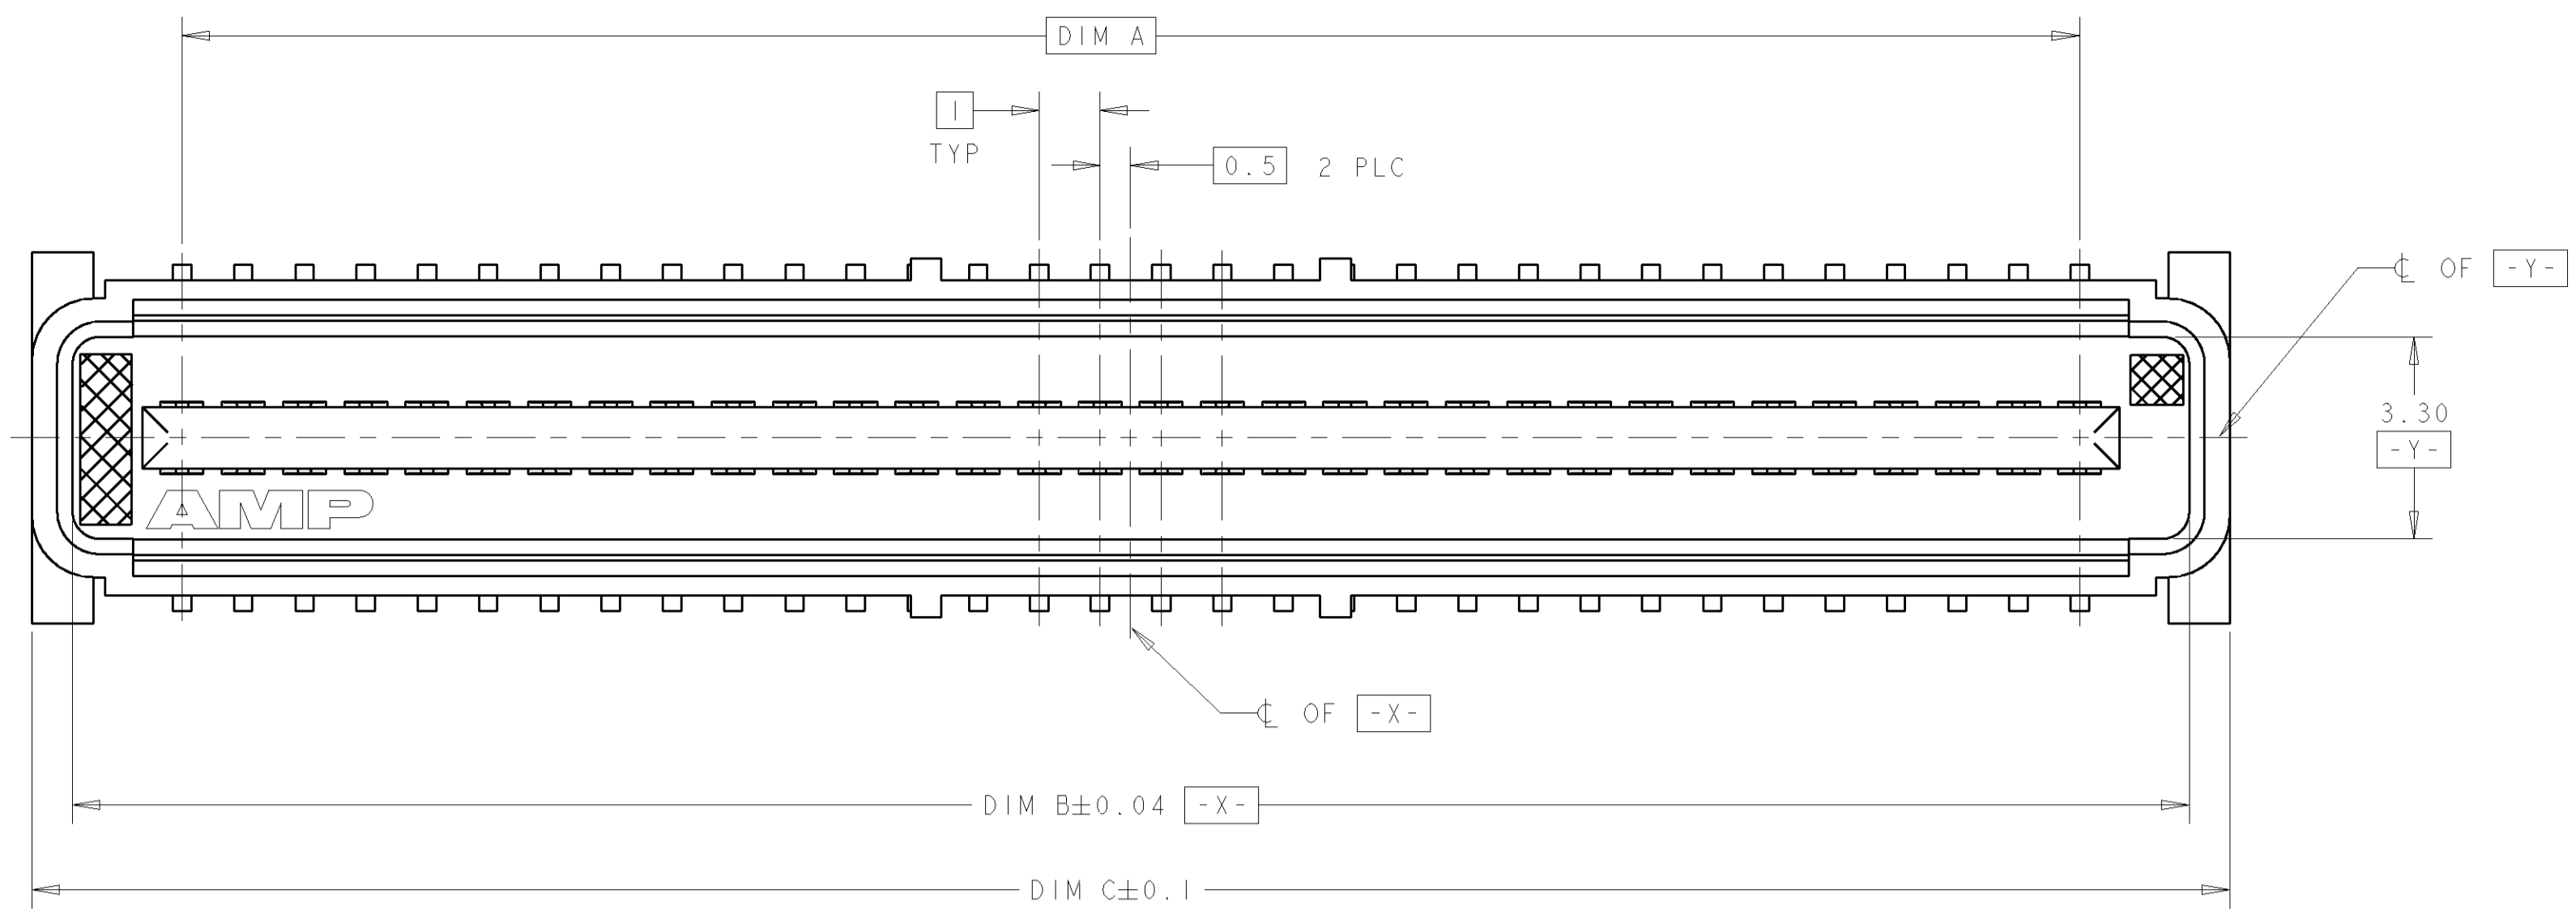 DIM A
1
TYP
0.5 2 PLC
℄ OF -Y-
3.30
-Y-
AMP
℄ OF -X-
DIM B±0.04 -X-
DIM C±0.1